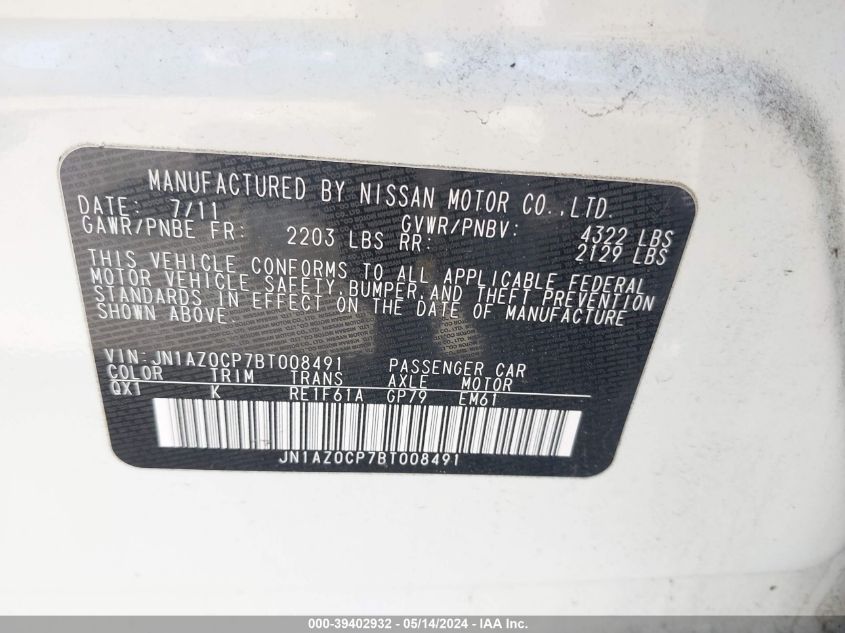 MANUFACTURED BY NISSAN MOTOR CO.,LTD.
DATE: 7/11 GVWR/PNBV: 4322 LBS
GAWR/PNBE FR: 2203 LBS RR: 2129 LBS
THIS VEHICLE CONFORMS TO ALL APPLICABLE FEDERAL
MOTOR VEHICLE SAFETY,BUMPER,AND THEFT PREVENTION
STANDARDS IN EFFECT ON THE DATE OF MANUFACTURE
SHOWN ABOVE.
VIN:JN1AZ0CP7BT008491 PASSENGER CAR
COLOR TRIM TRANS AXLE MOTOR
QX1 K RE1F61A GP79 EM61
JN1AZ0CP7BT008491
000-39402932 - 05/14/2024 - IAA Inc.